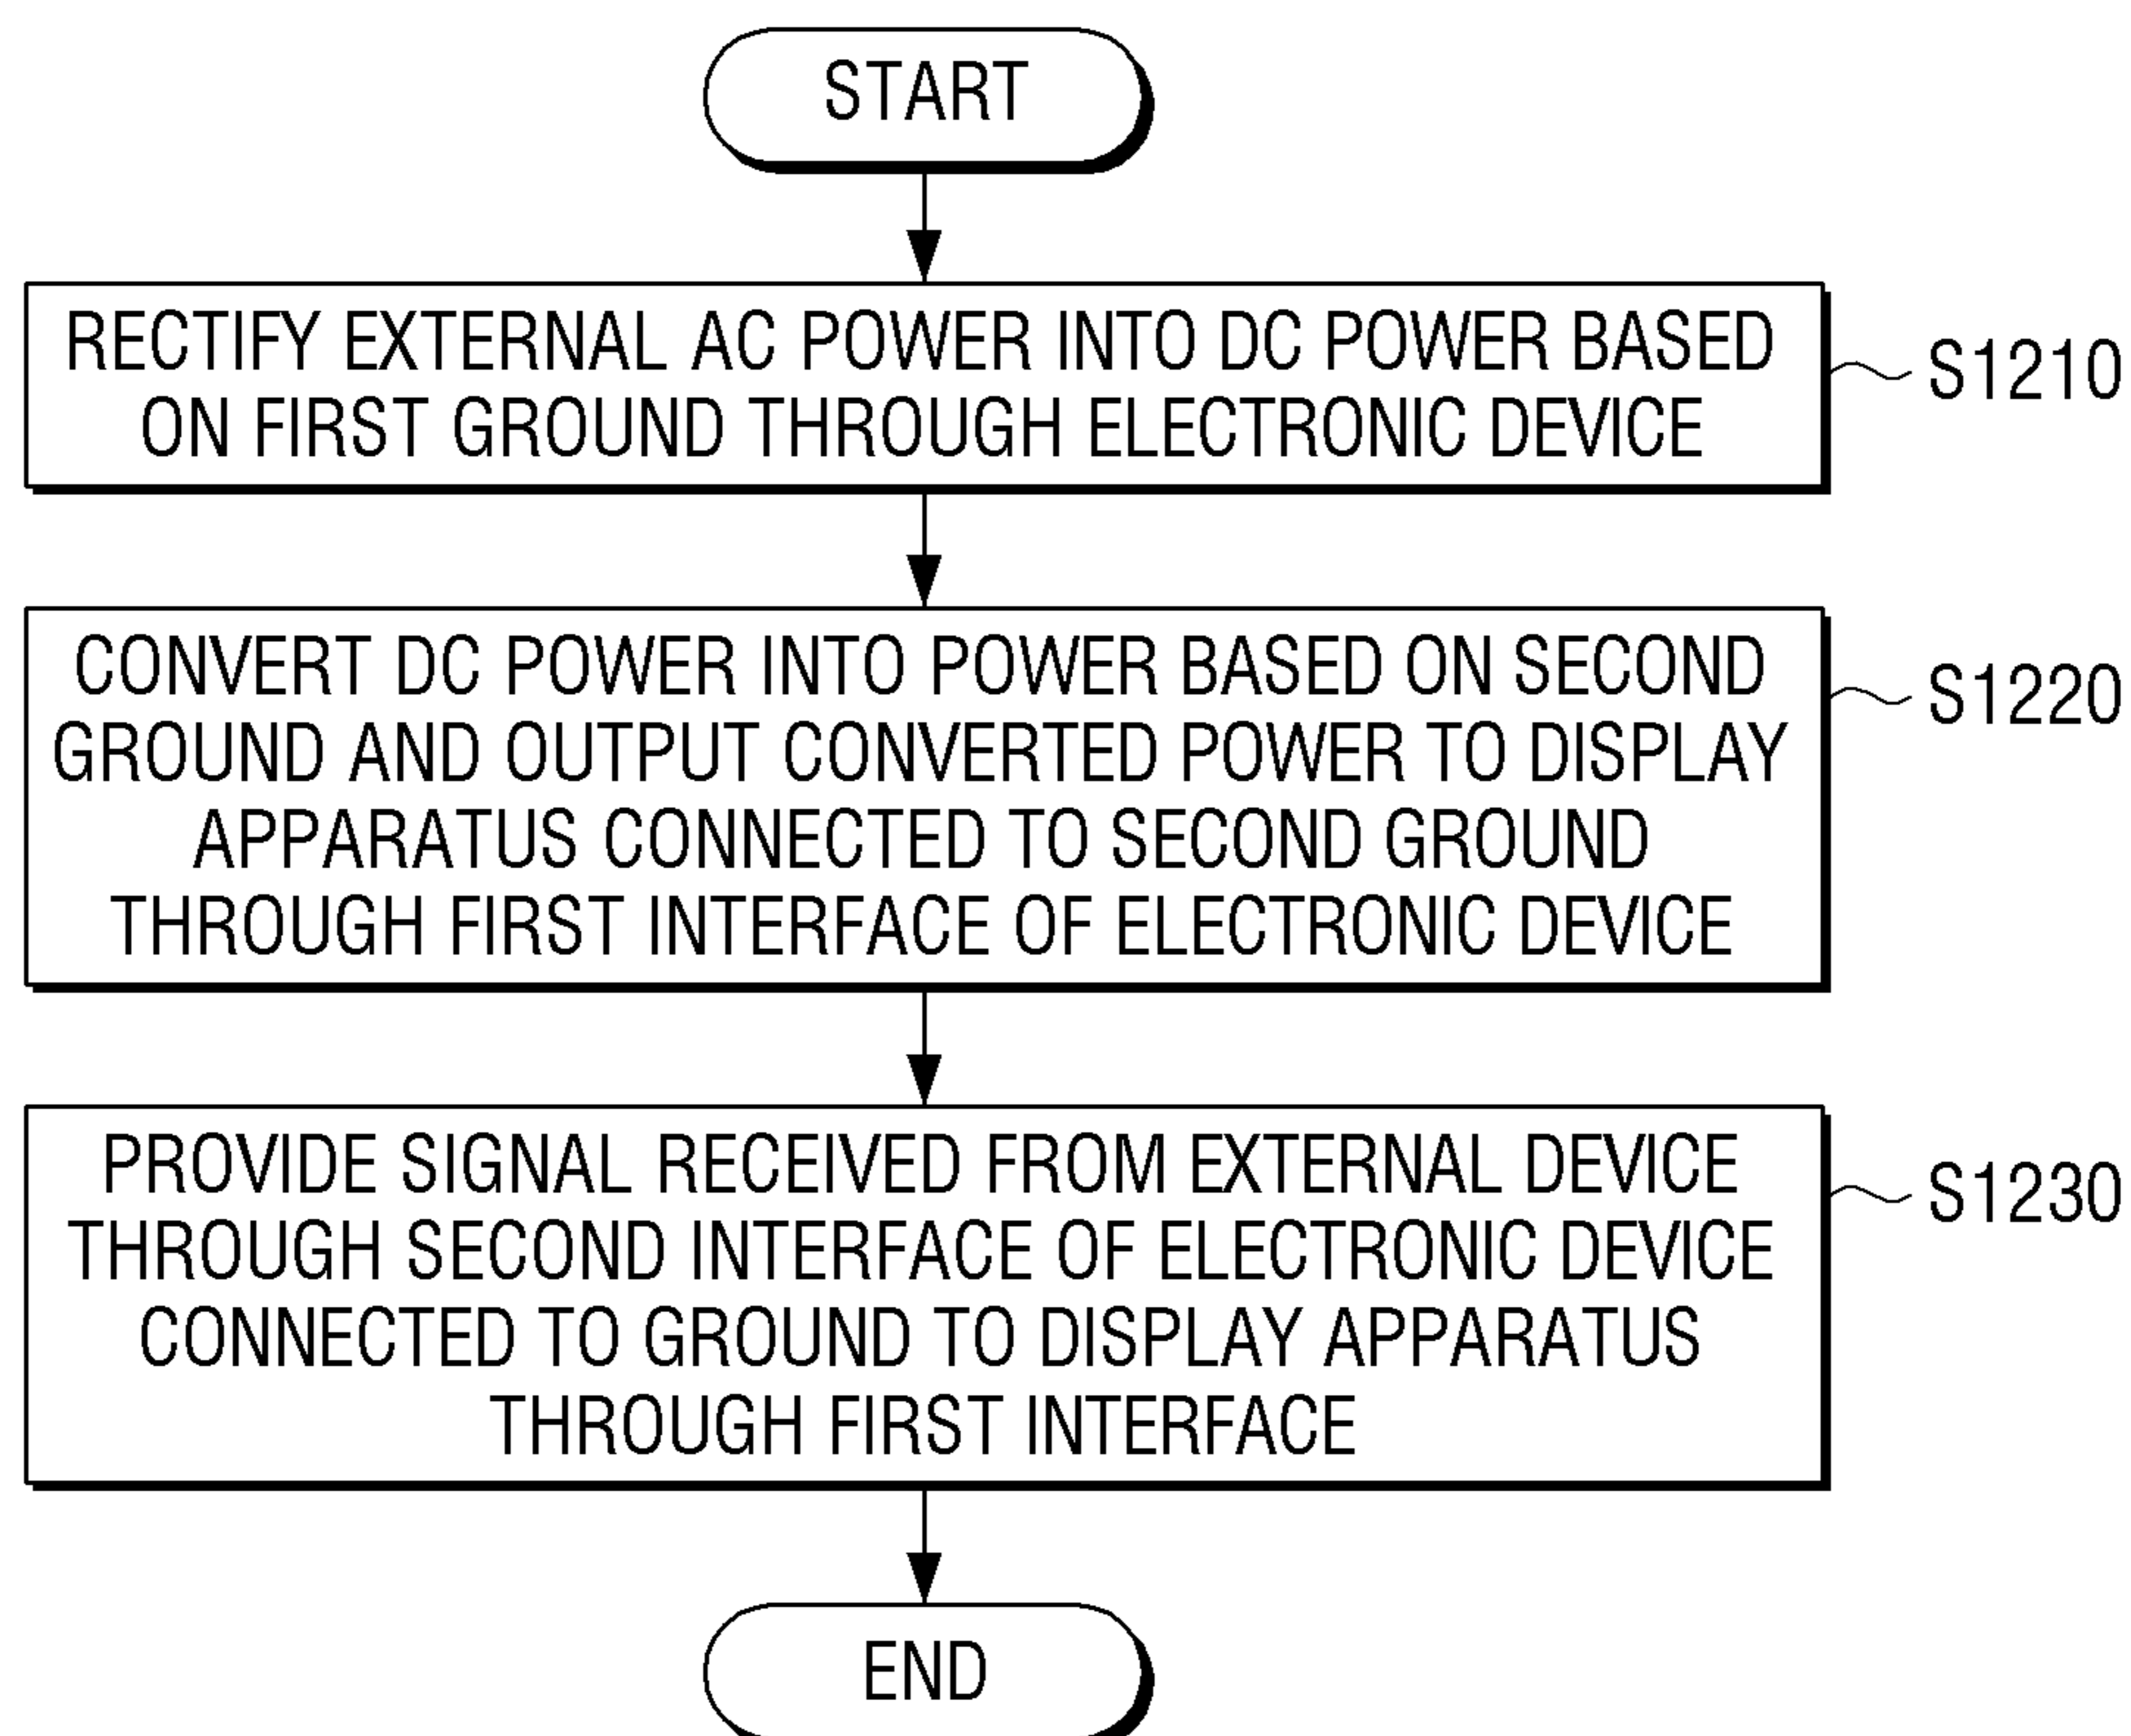 START
RECTIFY EXTERNAL AC POWER INTO DC POWER BASED
ON FIRST GROUND THROUGH ELECTRONIC DEVICE
S1210
CONVERT DC POWER INTO POWER BASED ON SECOND
GROUND AND OUTPUT CONVERTED POWER TO DISPLAY
APPARATUS CONNECTED TO SECOND GROUND
THROUGH FIRST INTERFACE OF ELECTRONIC DEVICE
S1220
PROVIDE SIGNAL RECEIVED FROM EXTERNAL DEVICE
THROUGH SECOND INTERFACE OF ELECTRONIC DEVICE
CONNECTED TO GROUND TO DISPLAY APPARATUS
THROUGH FIRST INTERFACE
S1230
END